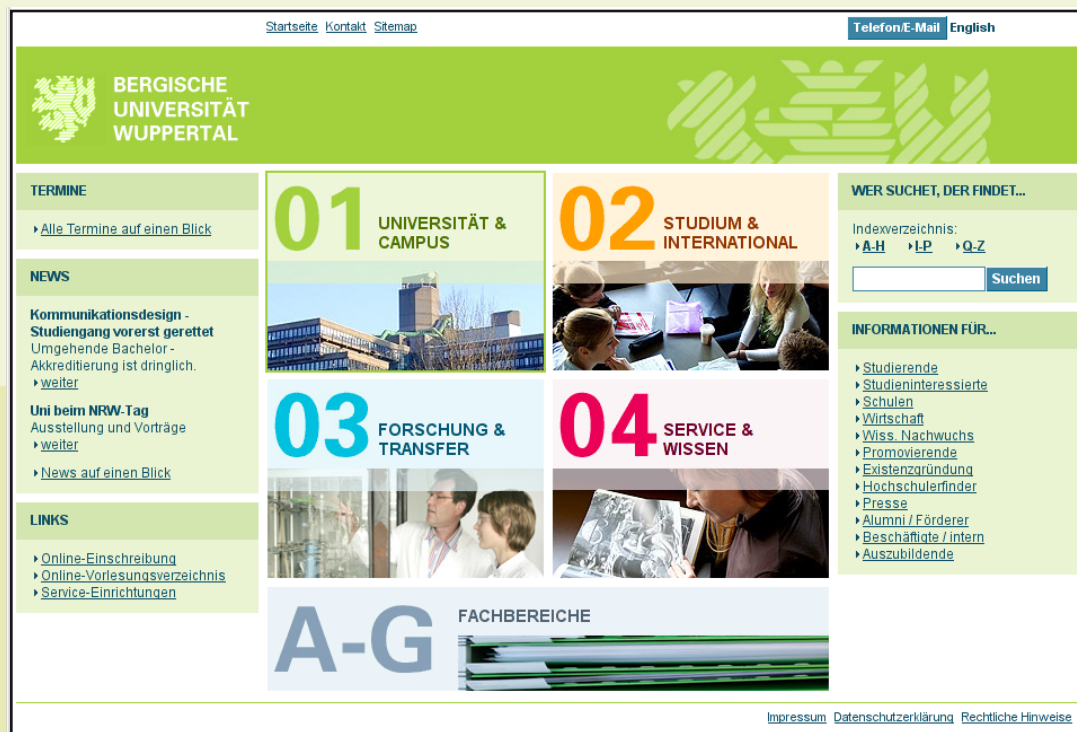 Startseite Kontakt Sitemap
Telefon/E-Mail English
BERGISCHE
UNIVERSITÄT
WUPPERTAL
TERMINE
Alle Termine auf einen Blick
NEWS
Kommunikationsdesign -
Studiengang vorerst gerettet
Umgehende Bachelor -
Akkreditierung ist dringlich.
weiter
Uni beim NRW-Tag
Ausstellung und Vorträge
weiter
News auf einen Blick
LINKS
Online-Einschreibung
Online-Vorlesungsverzeichnis
Service-Einrichtungen
01 UNIVERSITÄT &
CAMPUS
02 STUDIUM &
INTERNATIONAL
03 FORSCHUNG &
TRANSFER
04 SERVICE &
WISSEN
A-G FACHBEREICHE
WER SUCHET, DER FINDET...
Indexverzeichnis:
A-H I-P Q-Z
Suchen
INFORMATIONEN FÜR...
Studierende
Studieninteressierte
Schulen
Wirtschaft
Wiss. Nachwuchs
Promovierende
Existenzgründung
Hochschulerfinder
Presse
Alumni / Förderer
Beschäftigte / intern
Auszubildende
Impressum Datenschutzerklärung Rechtliche Hinweise